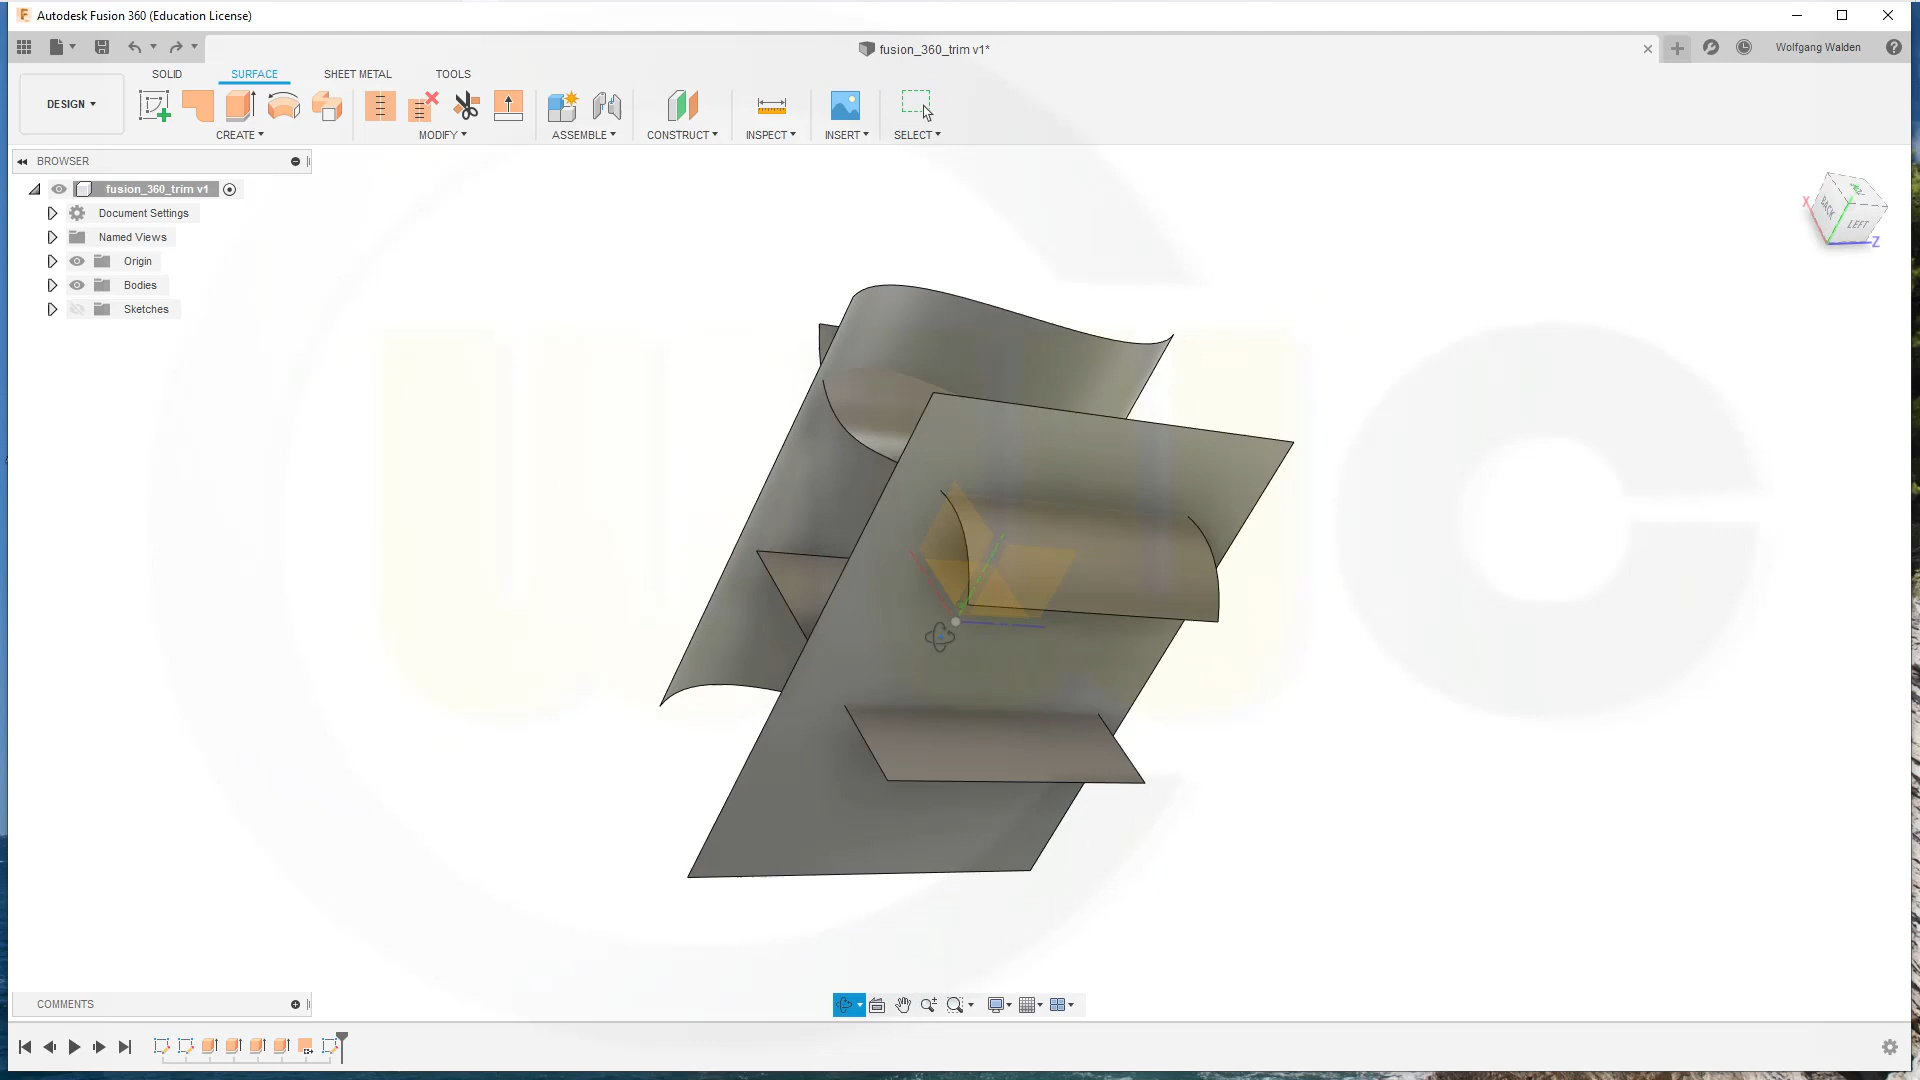 Autodesk Fusion 360 (Education License)
fusion_360_trim v1*
Wolfgang Walden
SOLID
SURFACE
SHEET METAL
TOOLS
DESIGN
CREATE
MODIFY
ASSEMBLE
CONSTRUCT
INSPECT
INSERT
SELECT
BROWSER
fusion_360_trim v1
Document Settings
Named Views
Origin
Bodies
Sketches
X
BACK
LEFT
Z
COMMENTS